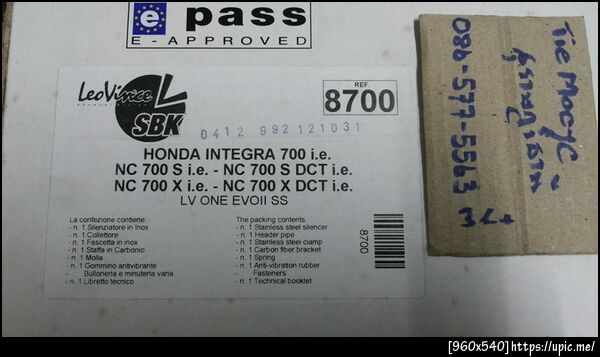 e pass
E - APPROVED
LeoVince
SBK
REF.
8700
0412 992 121031
HONDA INTEGRA 700 i.e.
NC 700 S i.e. - NC 700 S DCT i.e.
NC 700 X i.e. - NC 700 X DCT i.e.
LV ONE EVOII SS
La confezione contiene:
- n. 1 Silenziatore in Inox
- n. 1 Collettore
- n. 1 Fascetta in inox
- n. 1 Staffa in Carbonio
- n. 1 Molla
- n. 1 Gommino antivibrante
Bulloneria e minuteria varia
- n. 1 Libretto tecnico
The packing contents:
- n. 1 Stainless steel silencer
- n. 1 Header pipe
- n. 1 Stainless steel clamp
- n. 1 Carbon fiber bracket
- n. 1 Spring
- n. 1 Anti-vibration rubber
Fasteners
- n. 1 Technical booklet
8700
086-577-5563
[960x540]https://upic.me/